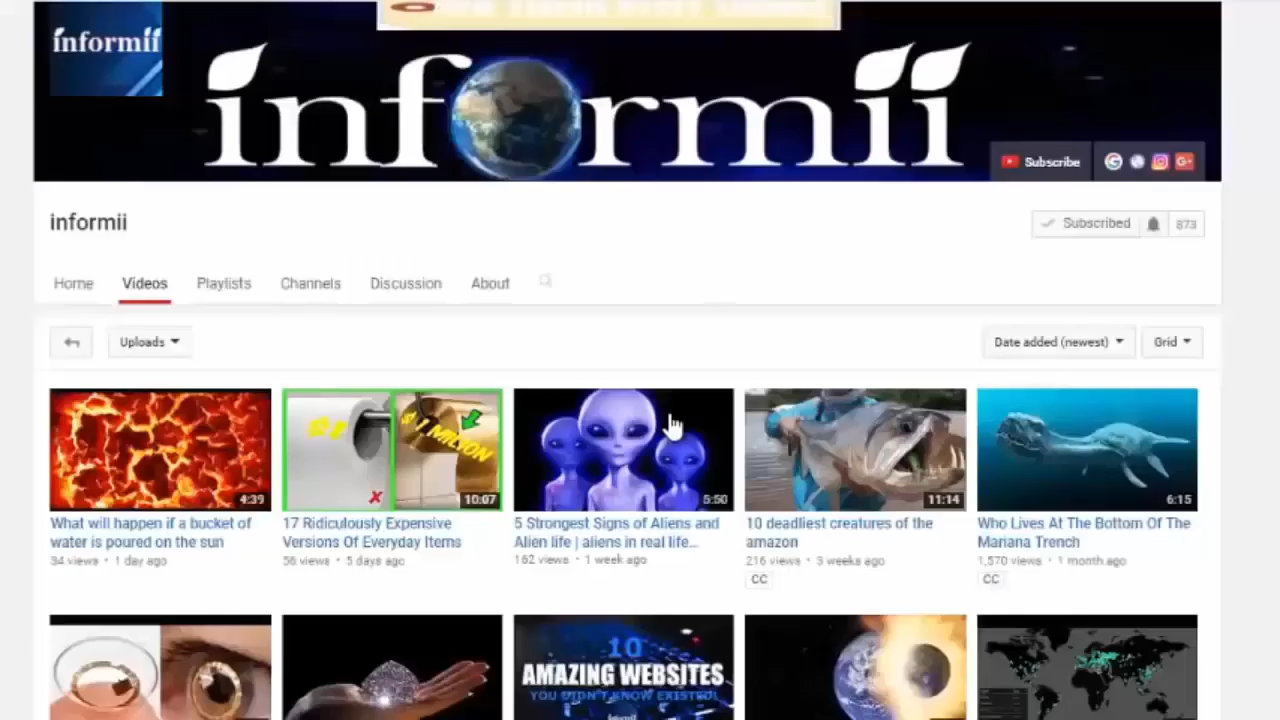 informii
informii
Subscribe
informii
Subscribed 873
Home Videos Playlists Channels Discussion About
Uploads
Date added (newest) Grid
$1
$1 MILION
4:39
10:07
5:50
11:14
6:15
What will happen if a bucket of
water is poured on the sun
34 views • 1 day ago
17 Ridiculously Expensive
Versions Of Everyday Items
56 views • 5 days ago
5 Strongest Signs of Aliens and
Alien life | aliens in real life...
162 views • 1 week ago
10 deadliest creatures of the
amazon
216 views • 3 weeks ago
CC
Who Lives At The Bottom Of The
Mariana Trench
1,570 views • 1 month ago
CC
10
AMAZING WEBSITES
YOU DIDN'T KNOW EXISTED!
informii